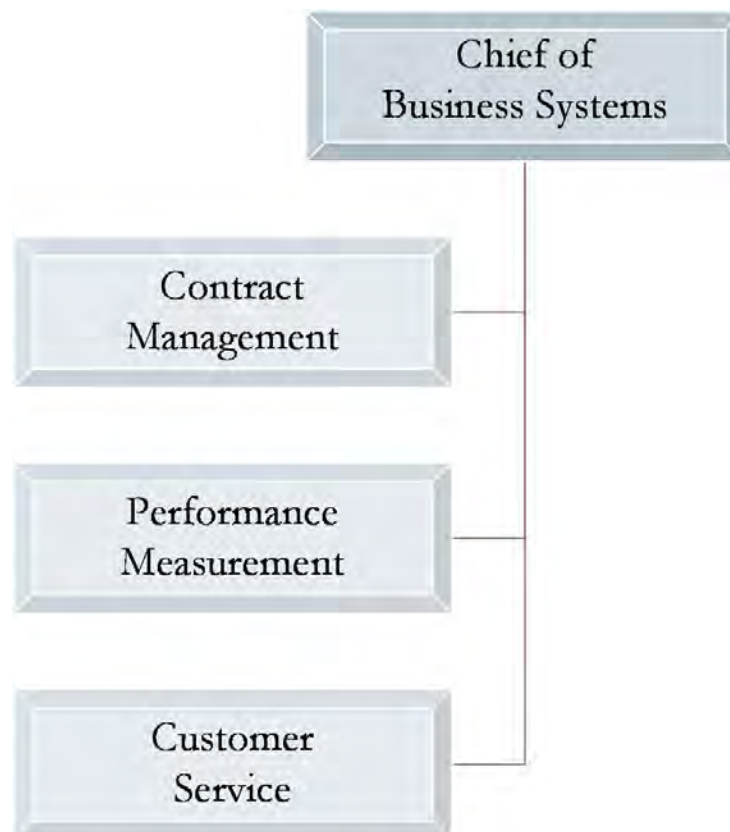 Chief of
Business Systems
Contract
Management
Performance
Measurement
Customer
Service